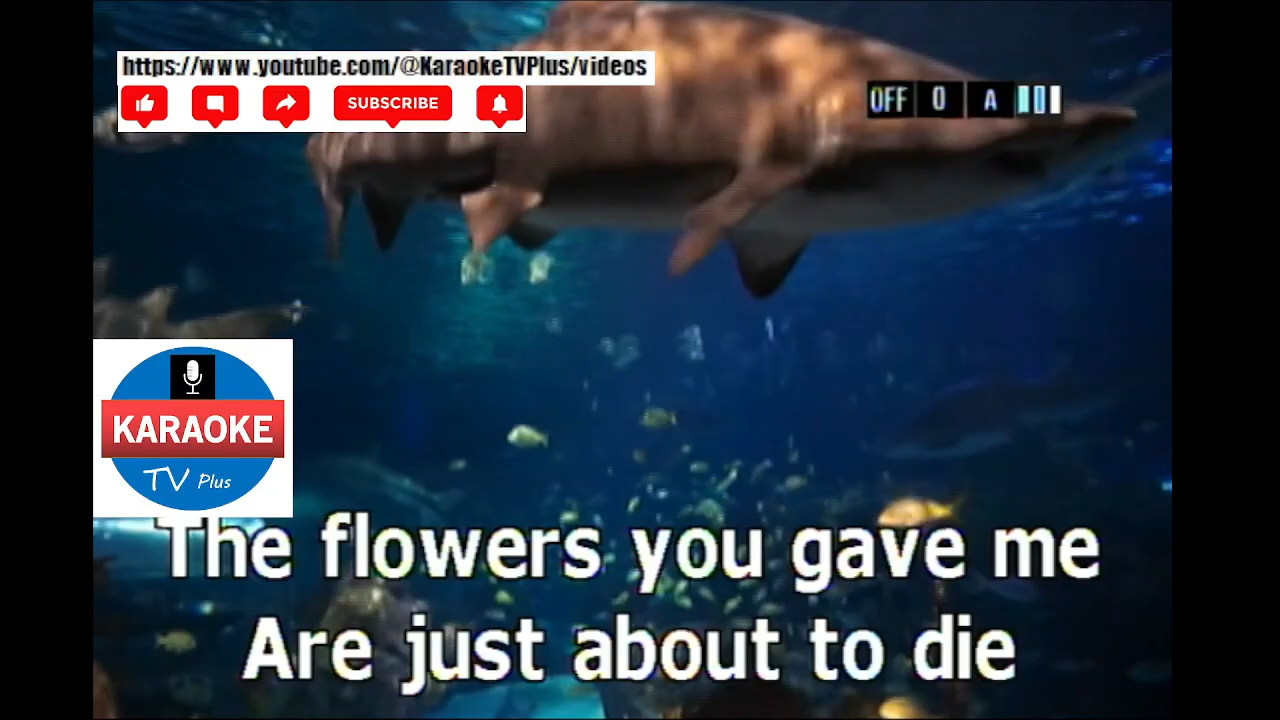 https://www.youtube.com/@KaraokeTVPlus/videos
SUBSCRIBE
OFF 0 A
KARAOKE
TV Plus
The flowers you gave me
Are just about to die